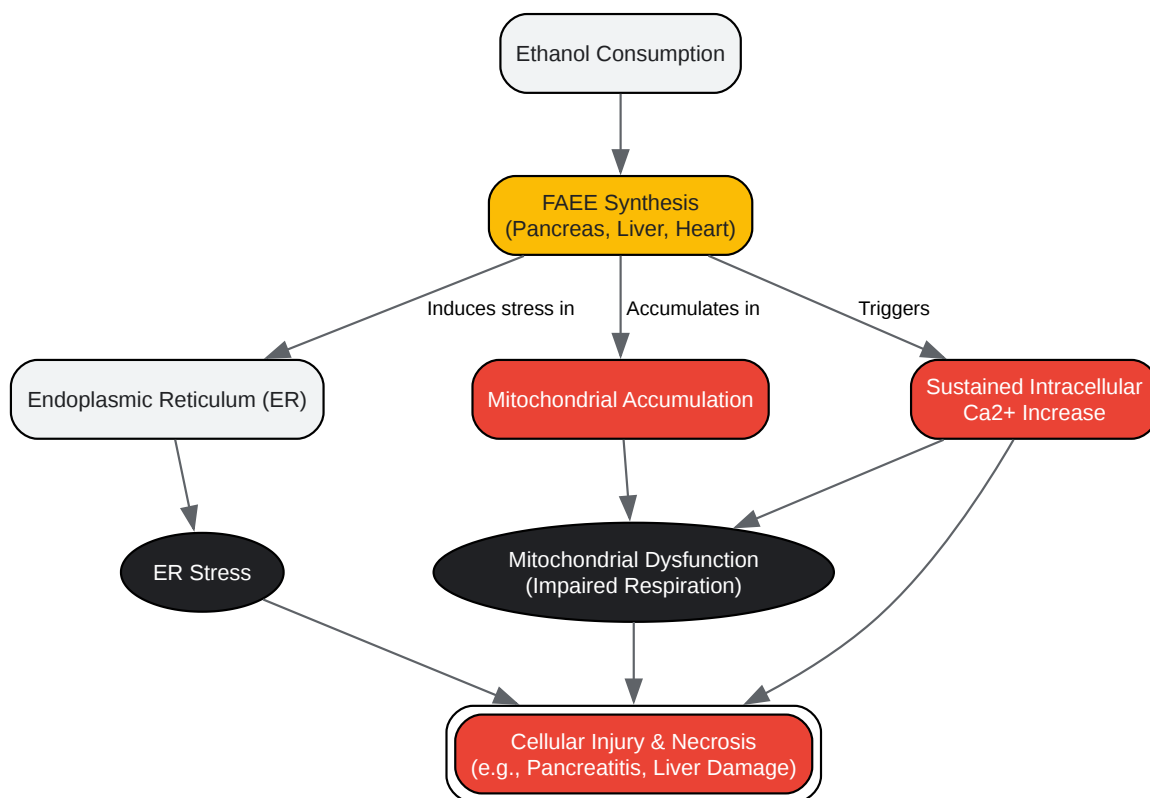 Ethanol Consumption
FAEE Synthesis
(Pancreas, Liver, Heart)
Induces stress in
Accumulates in
Triggers
Endoplasmic Reticulum (ER)
Mitochondrial Accumulation
Sustained Intracellular
Ca2+ Increase
ER Stress
Mitochondrial Dysfunction
(Impaired Respiration)
Cellular Injury & Necrosis
(e.g., Pancreatitis, Liver Damage)